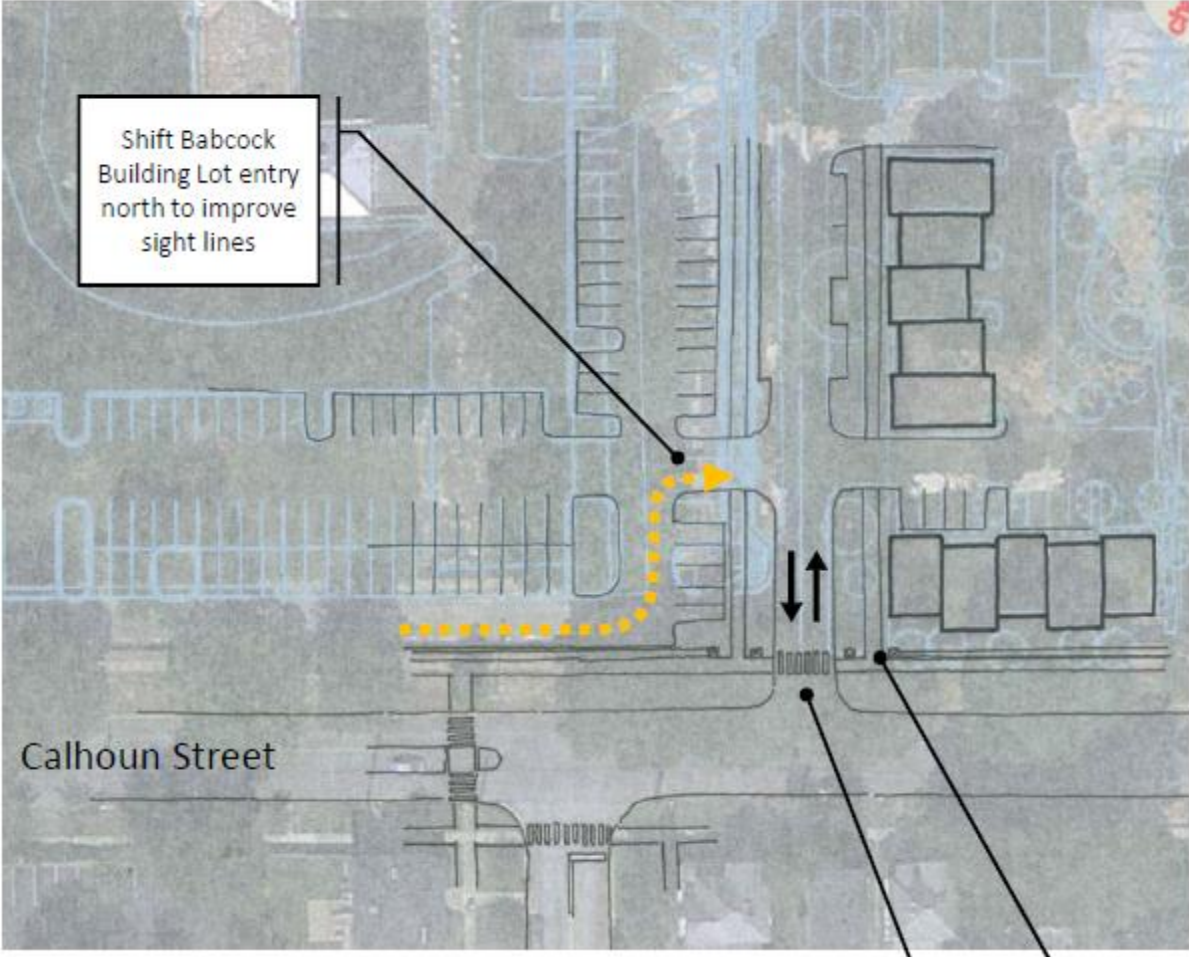 Shift Babcock
Building Lot entry
north to improve
sight lines
Calhoun Street